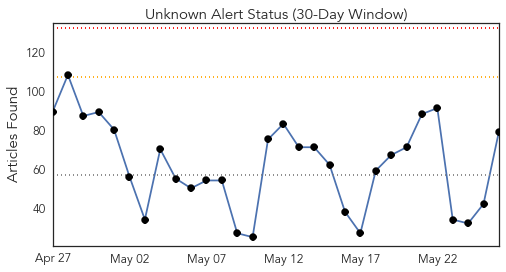 Unknown Alert Status (30-Day Window)
Articles Found
120
100
80
60
40
Apr 27 May 02 May 07 May 12 May 17 May 22